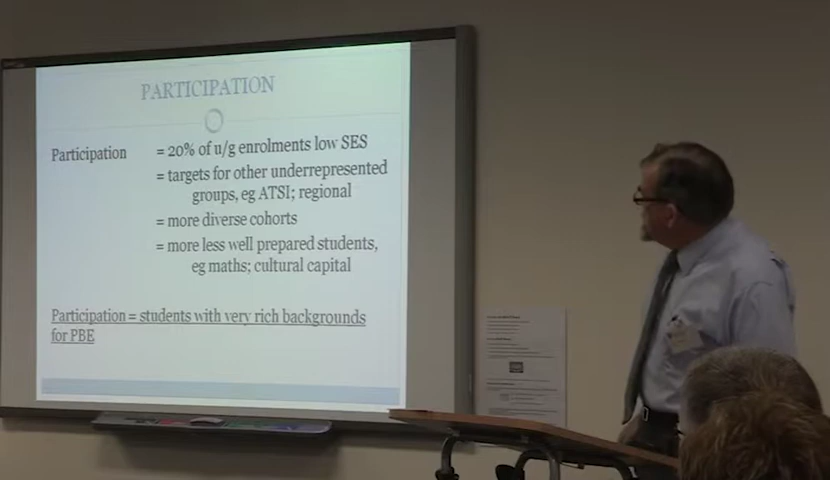 PARTICIPATION
Participation = 20% of u/g enrolments low SES
= targets for other underrepresented
groups, eg ATSI; regional
= more diverse cohorts
= more less well prepared students,
eg maths; cultural capital
Participation = students with very rich backgrounds
for PBE